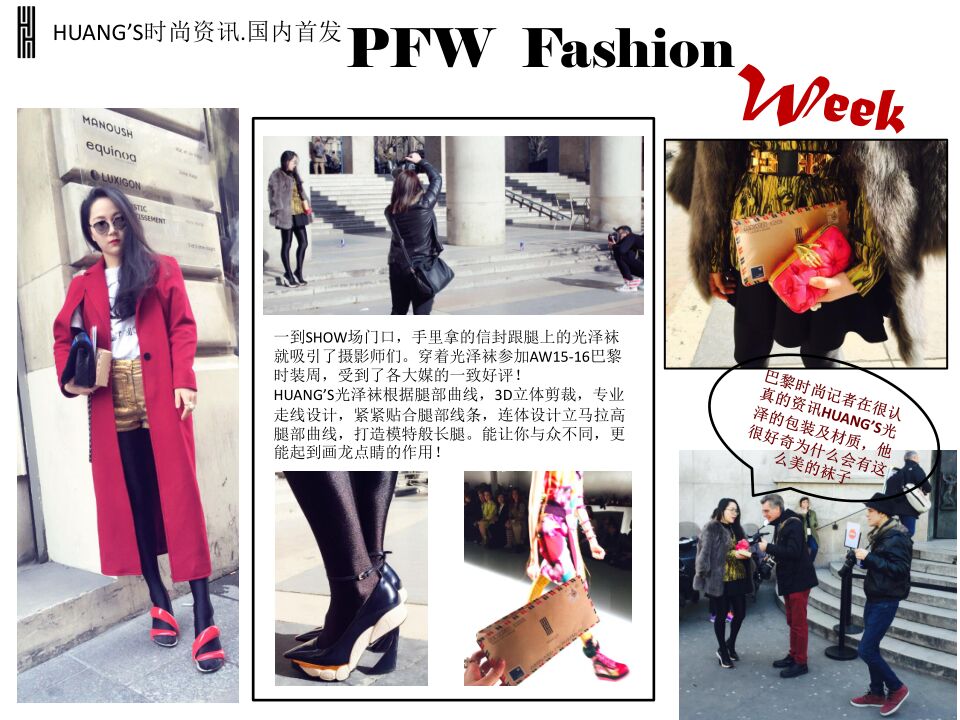 HUANG’S时尚资讯.国内首发
PFW Fashion
Week
MANOUSH
equinoa
LUXIGON
一到SHOW场门口，手里拿的信封跟腿上的光泽袜
就吸引了摄影师们。穿着光泽袜参加AW15-16巴黎
时装周，受到了各大媒的一致好评！
HUANG’S光泽袜根据腿部曲线，3D立体剪裁，专业
走线设计，紧紧贴合腿部线条，连体设计立马拉高
腿部曲线，打造模特般长腿。能让你与众不同，更
能起到画龙点睛的作用！
巴黎时尚记者在很认
真的资讯HUANG’S光
泽的包装及材质，他
很好奇为什么会有这
么美的袜子